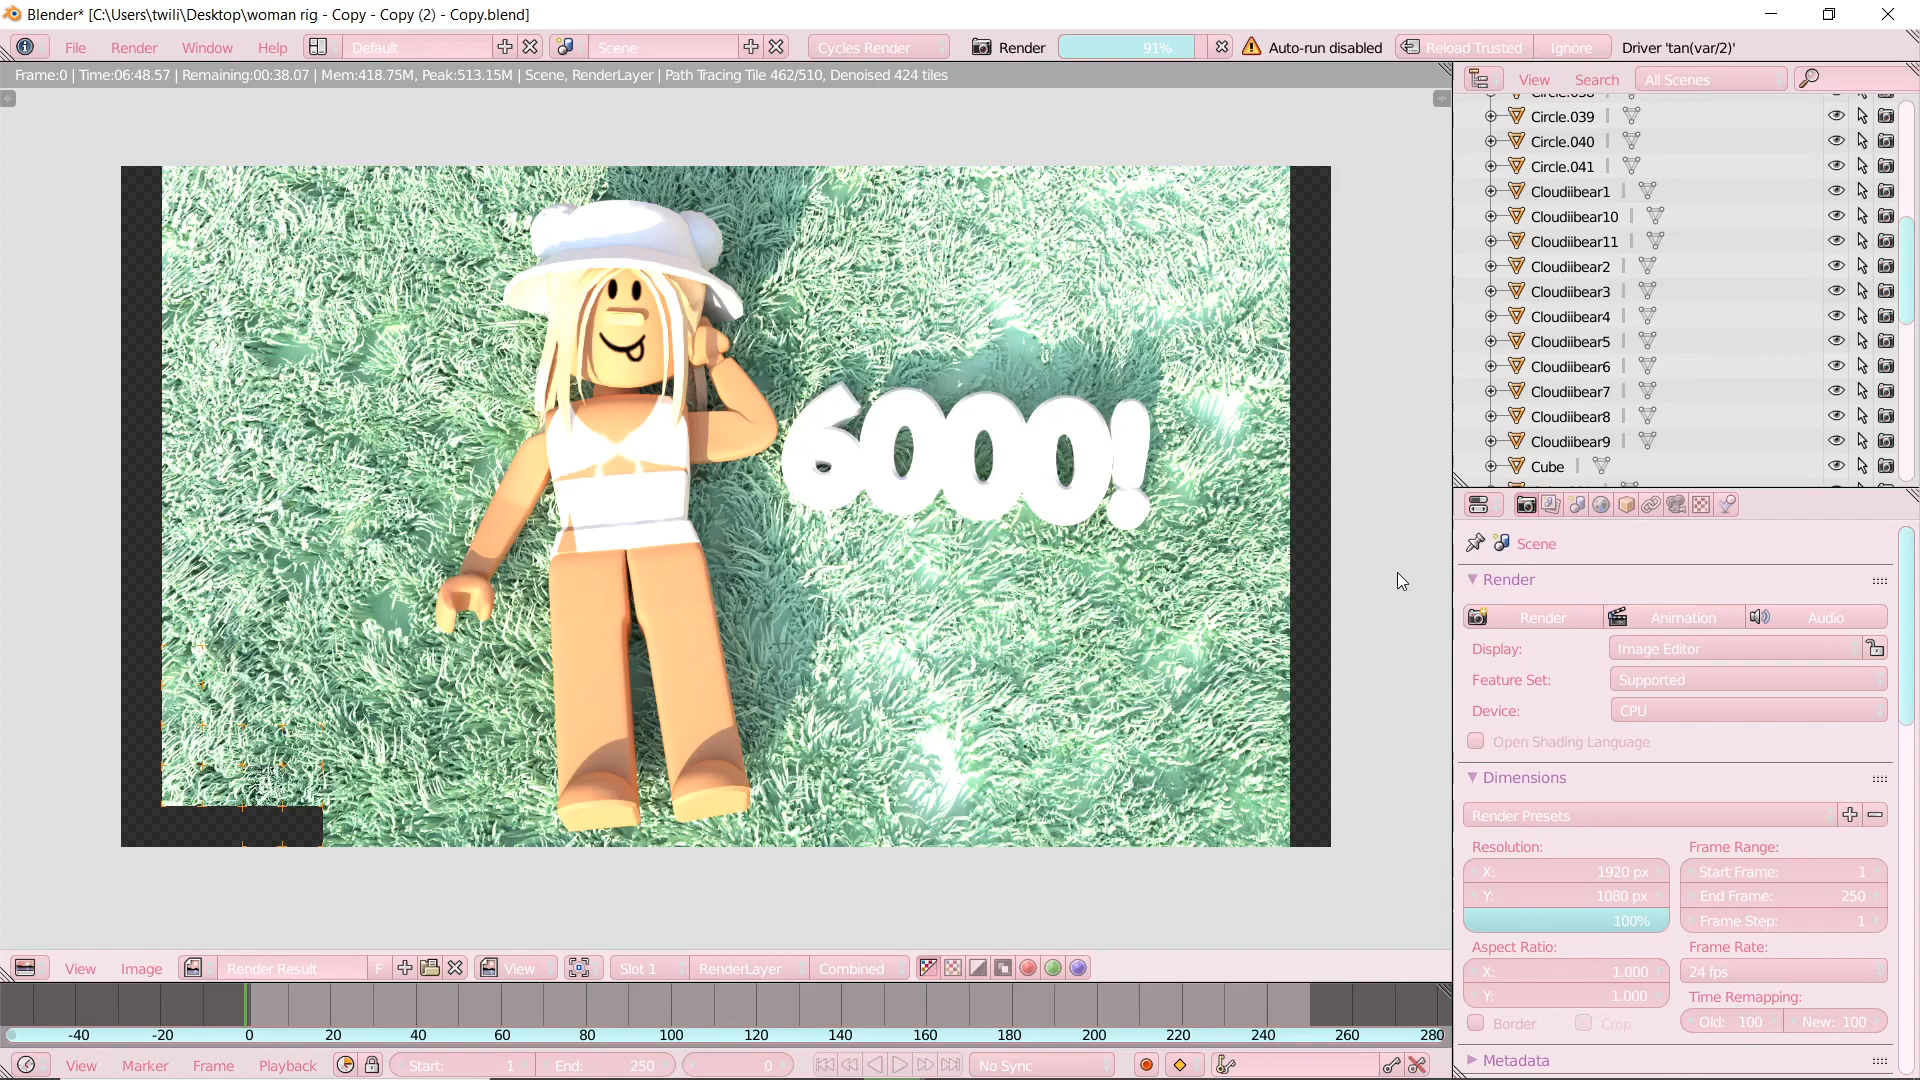 Blender* [C:\Users\twili\Desktop\woman rig - Copy - Copy (2) - Copy.blend]
File Render Window Help Default Scene Cycles Render Render 91% Auto-run disabled Reload Trusted Ignore Driver 'tan(var/2)'
Frame:0 | Time:06:48.57 | Remaining:00:38.07 | Mem:418.75M, Peak:513.15M | Scene, RenderLayer | Path Tracing Tile 462/510, Denoised 424 tiles
View Search All Scenes
Circle.039
Circle.040
Circle.041
Cloudiibear1
Cloudiibear10
Cloudiibear11
Cloudiibear2
Cloudiibear3
Cloudiibear4
Cloudiibear5
Cloudiibear6
Cloudiibear7
Cloudiibear8
Cloudiibear9
Cube
6000!
Scene
Render
Render Animation Audio
Display: Image Editor
Feature Set: Supported
Device: CPU
Open Shading Language
Dimensions
Render Presets
Resolution: Frame Range:
X: 1920 px Start Frame: 1
Y: 1080 px End Frame: 250
100% Frame Step: 1
Aspect Ratio: Frame Rate:
X: 1.000 24 fps
Y: 1.000 Time Remapping:
Border Crop Old: 100 New: 100
Metadata
View Image Render Result F View Slot 1 RenderLayer Combined
-40 -20 0 20 40 60 80 100 120 140 160 180 200 220 240 260 280
View Marker Frame Playback Start: 1 End: 250 0 No Sync